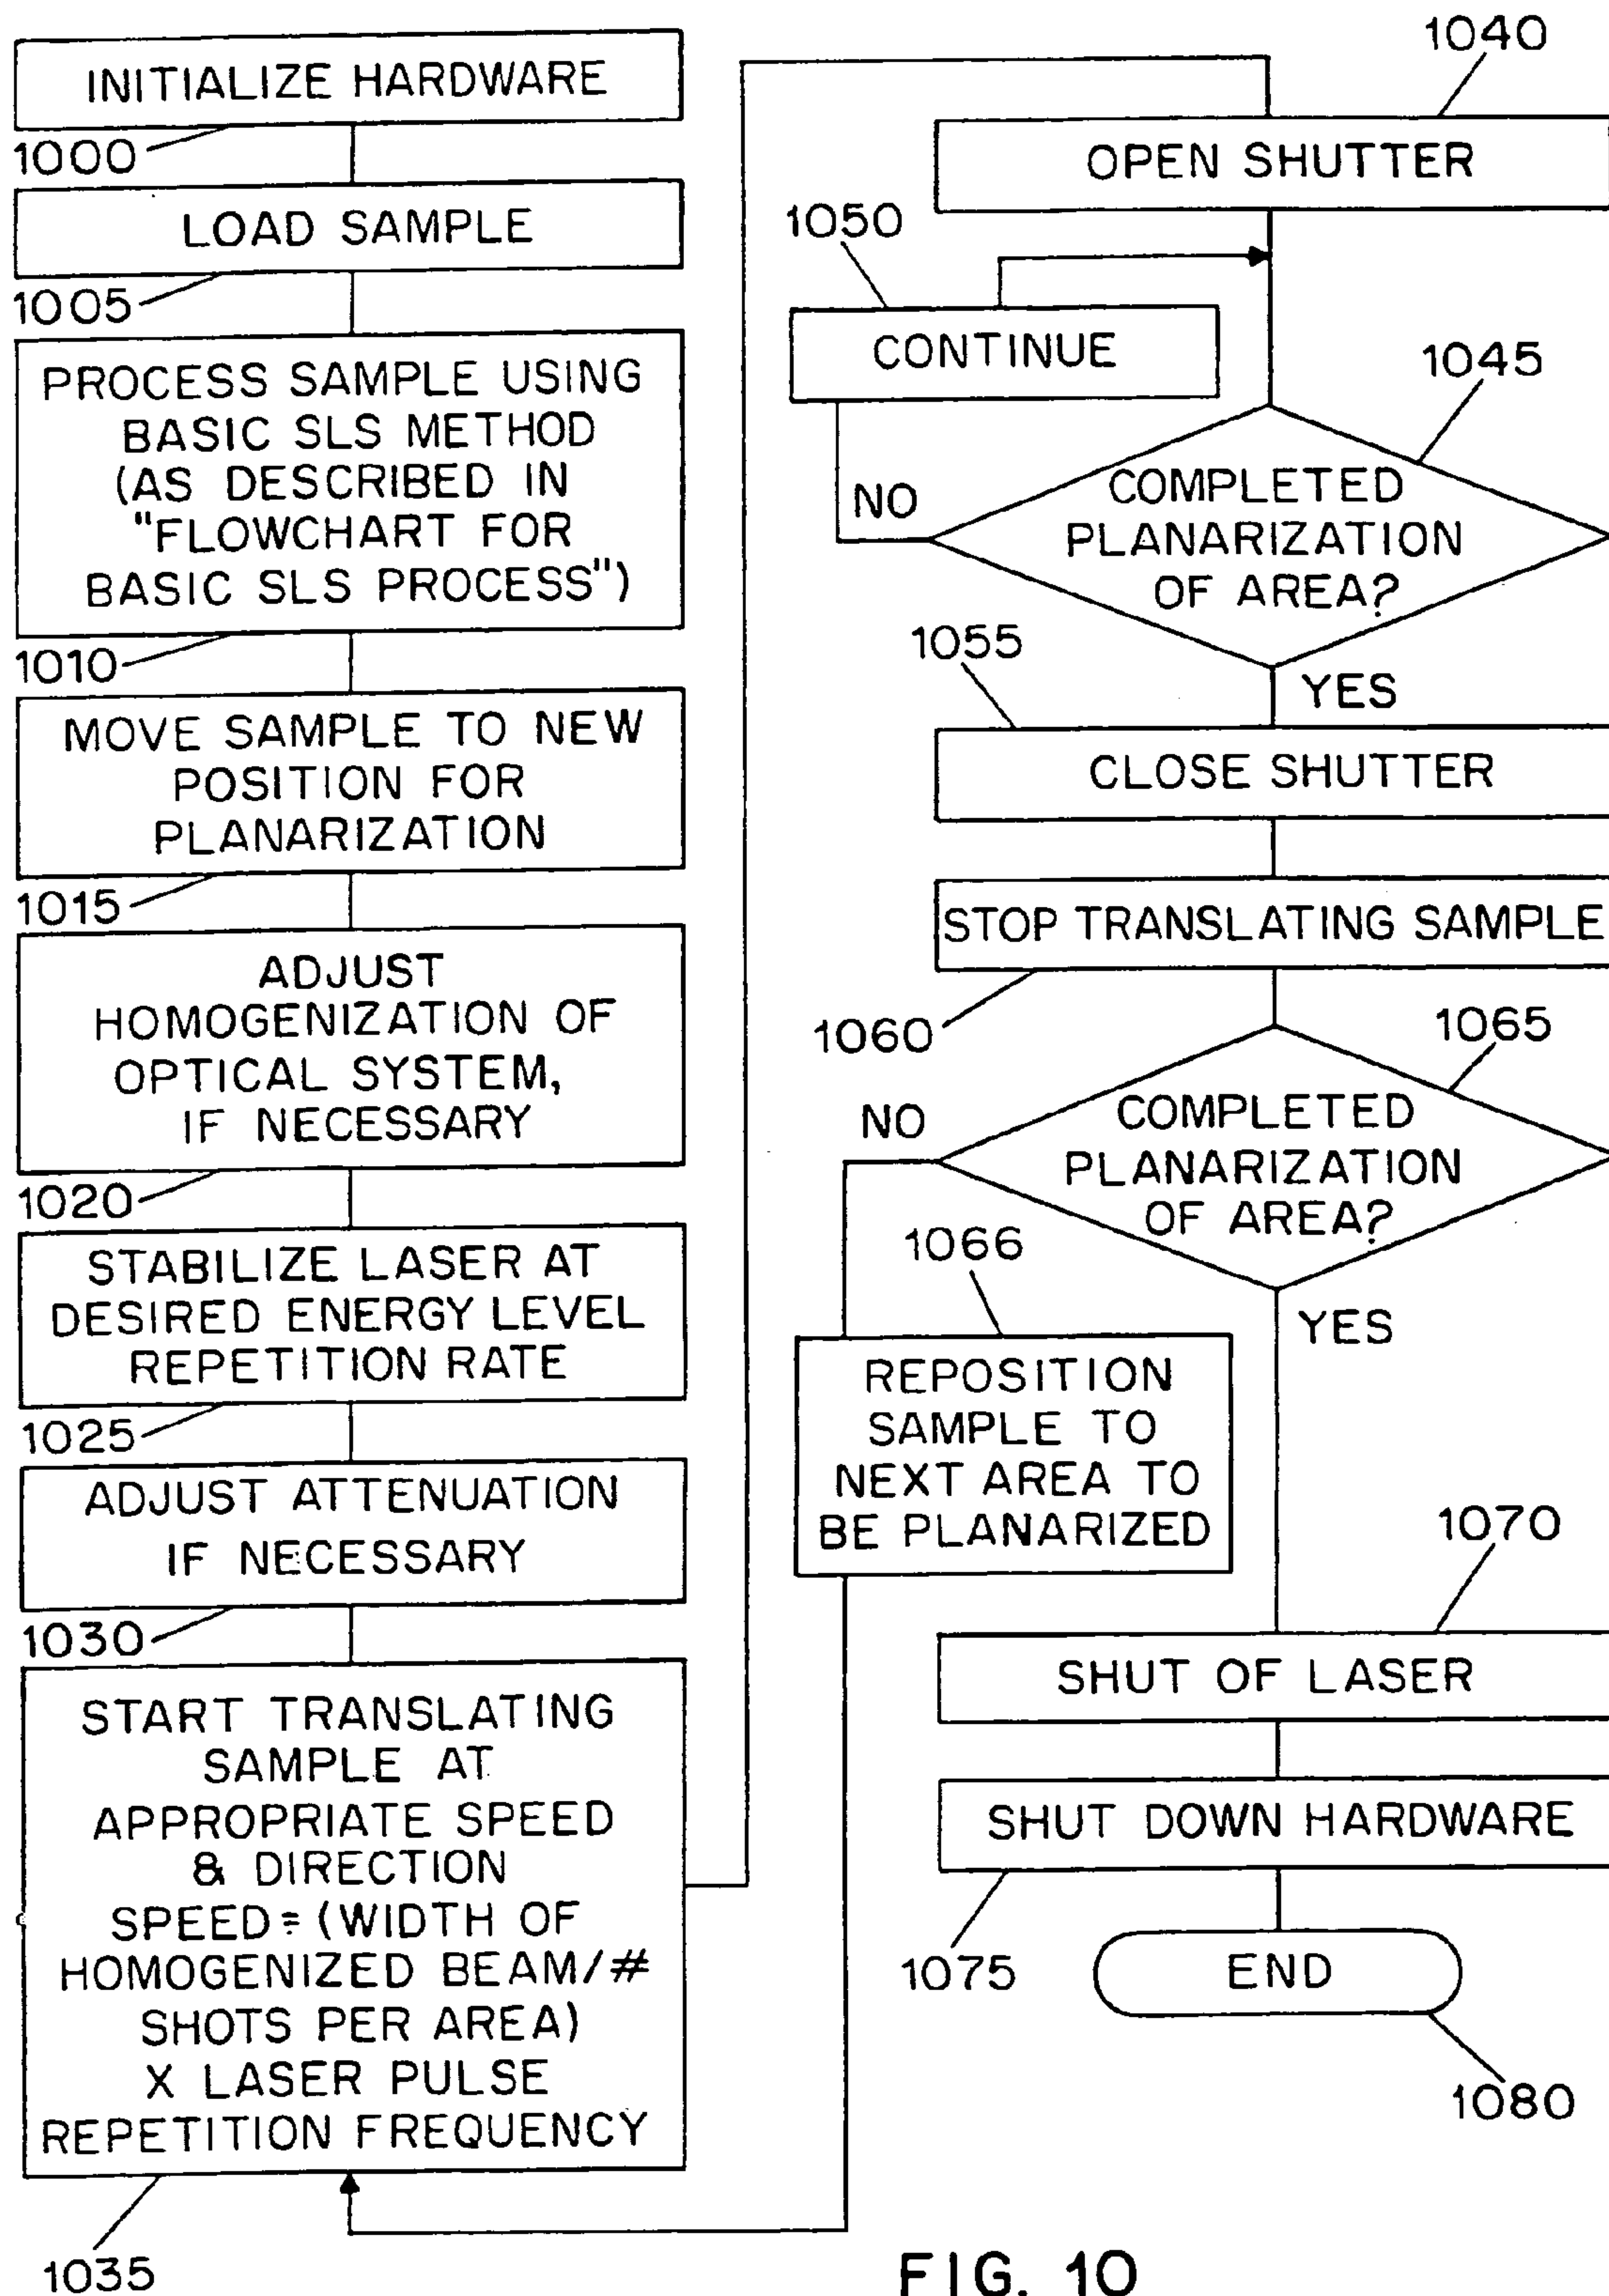 INITIALIZE HARDWARE
1000
LOAD SAMPLE
1005
PROCESS SAMPLE USING
BASIC SLS METHOD
(AS DESCRIBED IN
"FLOWCHART FOR
BASIC SLS PROCESS")
1010
MOVE SAMPLE TO NEW
POSITION FOR
PLANARIZATION
1015
ADJUST
HOMOGENIZATION OF
OPTICAL SYSTEM,
IF NECESSARY
1020
STABILIZE LASER AT
DESIRED ENERGY LEVEL
REPETITION RATE
1025
ADJUST ATTENUATION
IF NECESSARY
1030
START TRANSLATING
SAMPLE AT
APPROPRIATE SPEED
& DIRECTION
SPEED = (WIDTH OF
HOMOGENIZED BEAM/#
SHOTS PER AREA)
X LASER PULSE
REPETITION FREQUENCY
1035
1040
OPEN SHUTTER
1050
CONTINUE
1045
NO
COMPLETED
PLANARIZATION
OF AREA?
1055
YES
CLOSE SHUTTER
STOP TRANSLATING SAMPLE
1060
1065
NO
COMPLETED
PLANARIZATION
OF AREA?
1066
YES
REPOSITION
SAMPLE TO
NEXT AREA TO
BE PLANARIZED
1070
SHUT OF LASER
SHUT DOWN HARDWARE
1075
END
1080
FIG. 10